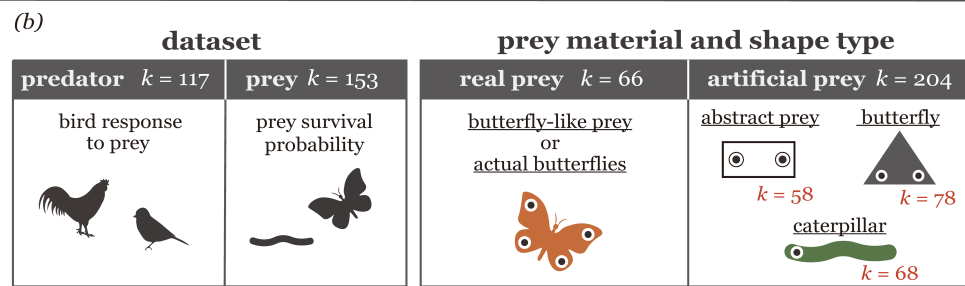 (b)
dataset
predator k = 117
prey k = 153
bird response
to prey
prey survival
probability
prey material and shape type
real prey k = 66
artificial prey k = 204
butterfly-like prey
or
actual butterflies
abstract prey
k = 58
butterfly
k = 78
caterpillar
k = 68